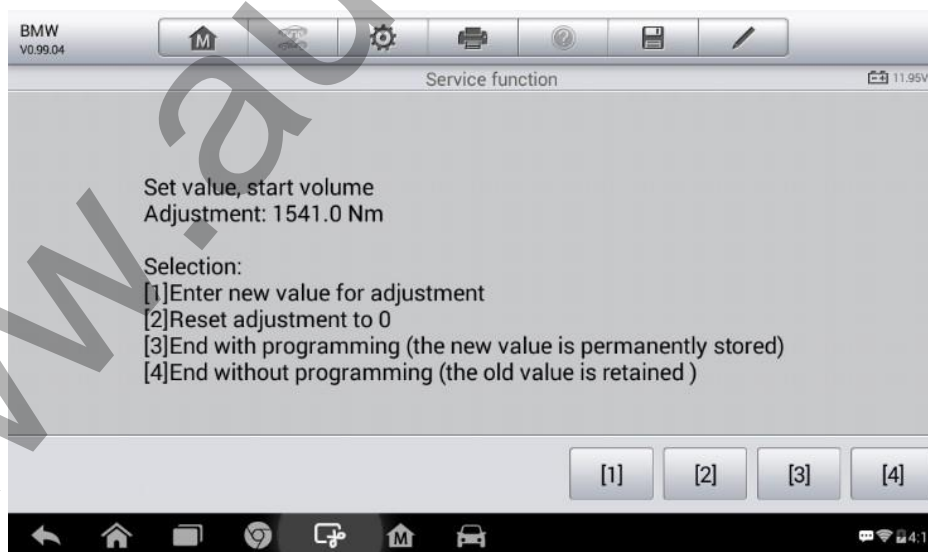 BMW
V0.99.04
Service function
11.95V
Set value, start volume
Adjustment: 1541.0 Nm
Selection:
[1]Enter new value for adjustment
[2]Reset adjustment to 0
[3]End with programming (the new value is permanently stored)
[4]End without programming (the old value is retained )
[1] [2] [3] [4]
www.au